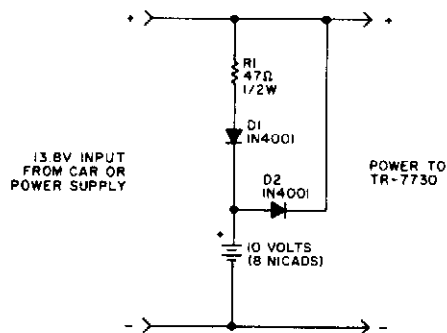 +
+
R1
47Ω
1/2W
D1
1N4001
13.8V INPUT
FROM CAR OR
POWER SUPPLY
D2
1N4001
POWER TO
TR-7730
+
10 VOLTS
(8 NICADS)
-
-